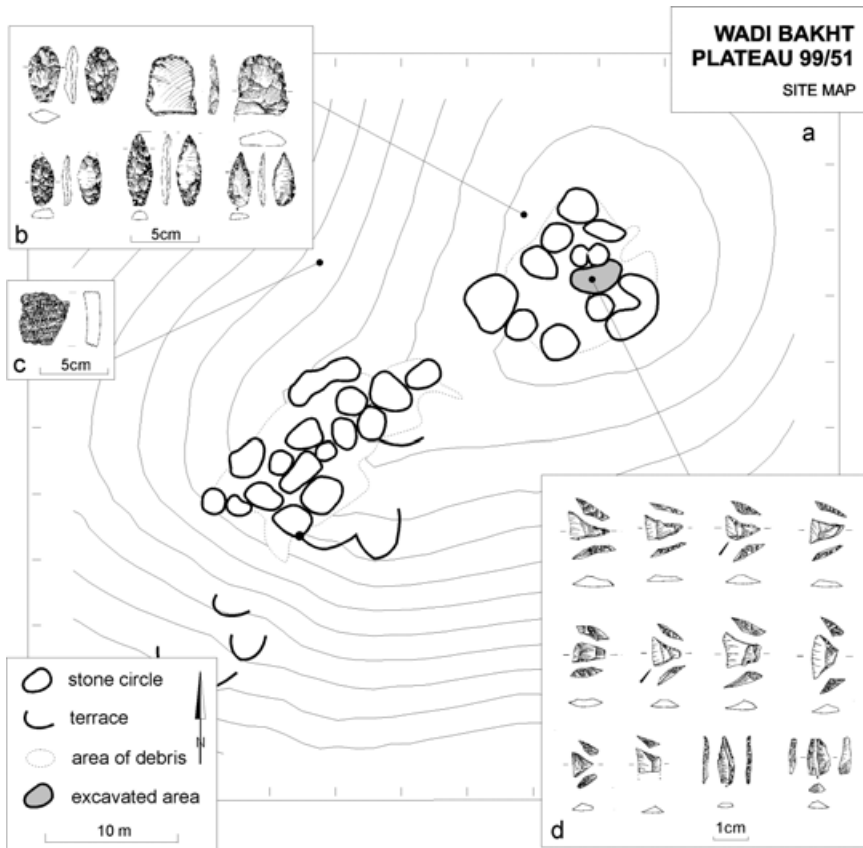 WADI BAKHT
PLATEAU 99/51
SITE MAP
a
5cm
b
5cm
c
stone circle
terrace
area of debris
excavated area
N
10 m
1cm
d